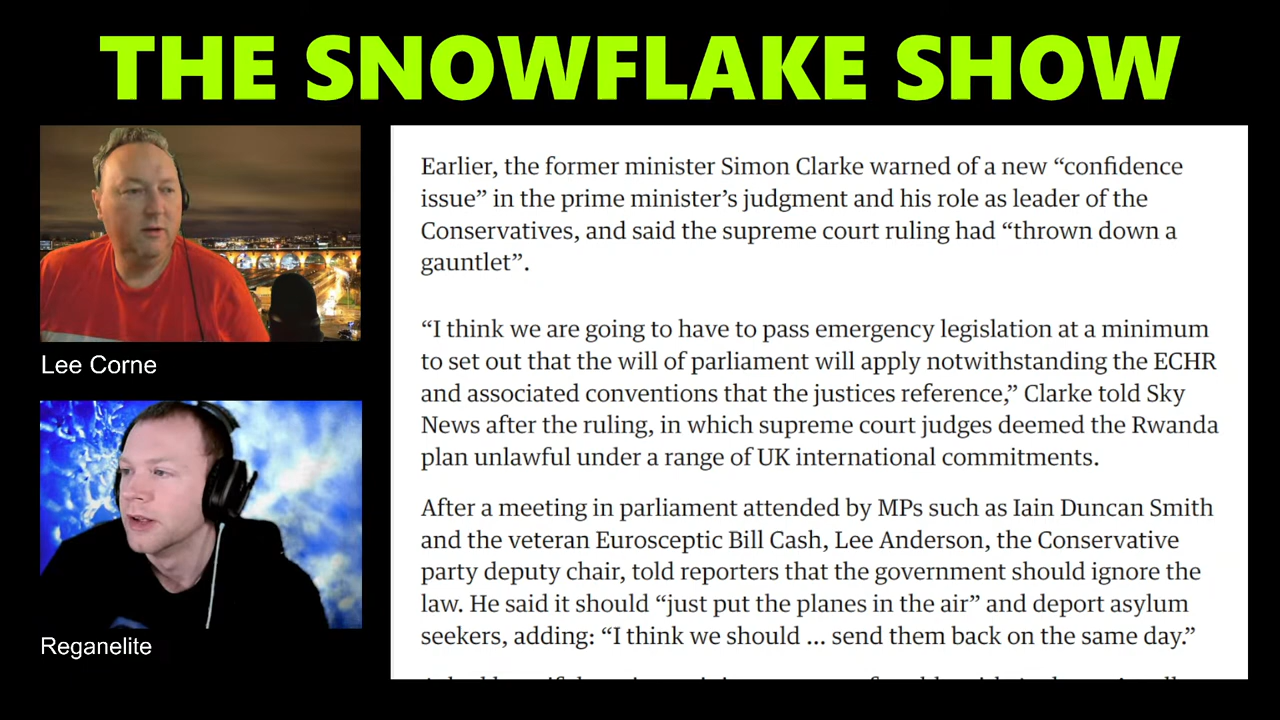 THE SNOWFLAKE SHOW
Lee Corne
Reganelite
Earlier, the former minister Simon Clarke warned of a new “confidence
issue” in the prime minister’s judgment and his role as leader of the
Conservatives, and said the supreme court ruling had “thrown down a
gauntlet”.
“I think we are going to have to pass emergency legislation at a minimum
to set out that the will of parliament will apply notwithstanding the ECHR
and associated conventions that the justices reference,” Clarke told Sky
News after the ruling, in which supreme court judges deemed the Rwanda
plan unlawful under a range of UK international commitments.
After a meeting in parliament attended by MPs such as Iain Duncan Smith
and the veteran Eurosceptic Bill Cash, Lee Anderson, the Conservative
party deputy chair, told reporters that the government should ignore the
law. He said it should “just put the planes in the air” and deport asylum
seekers, adding: “I think we should ... send them back on the same day.”